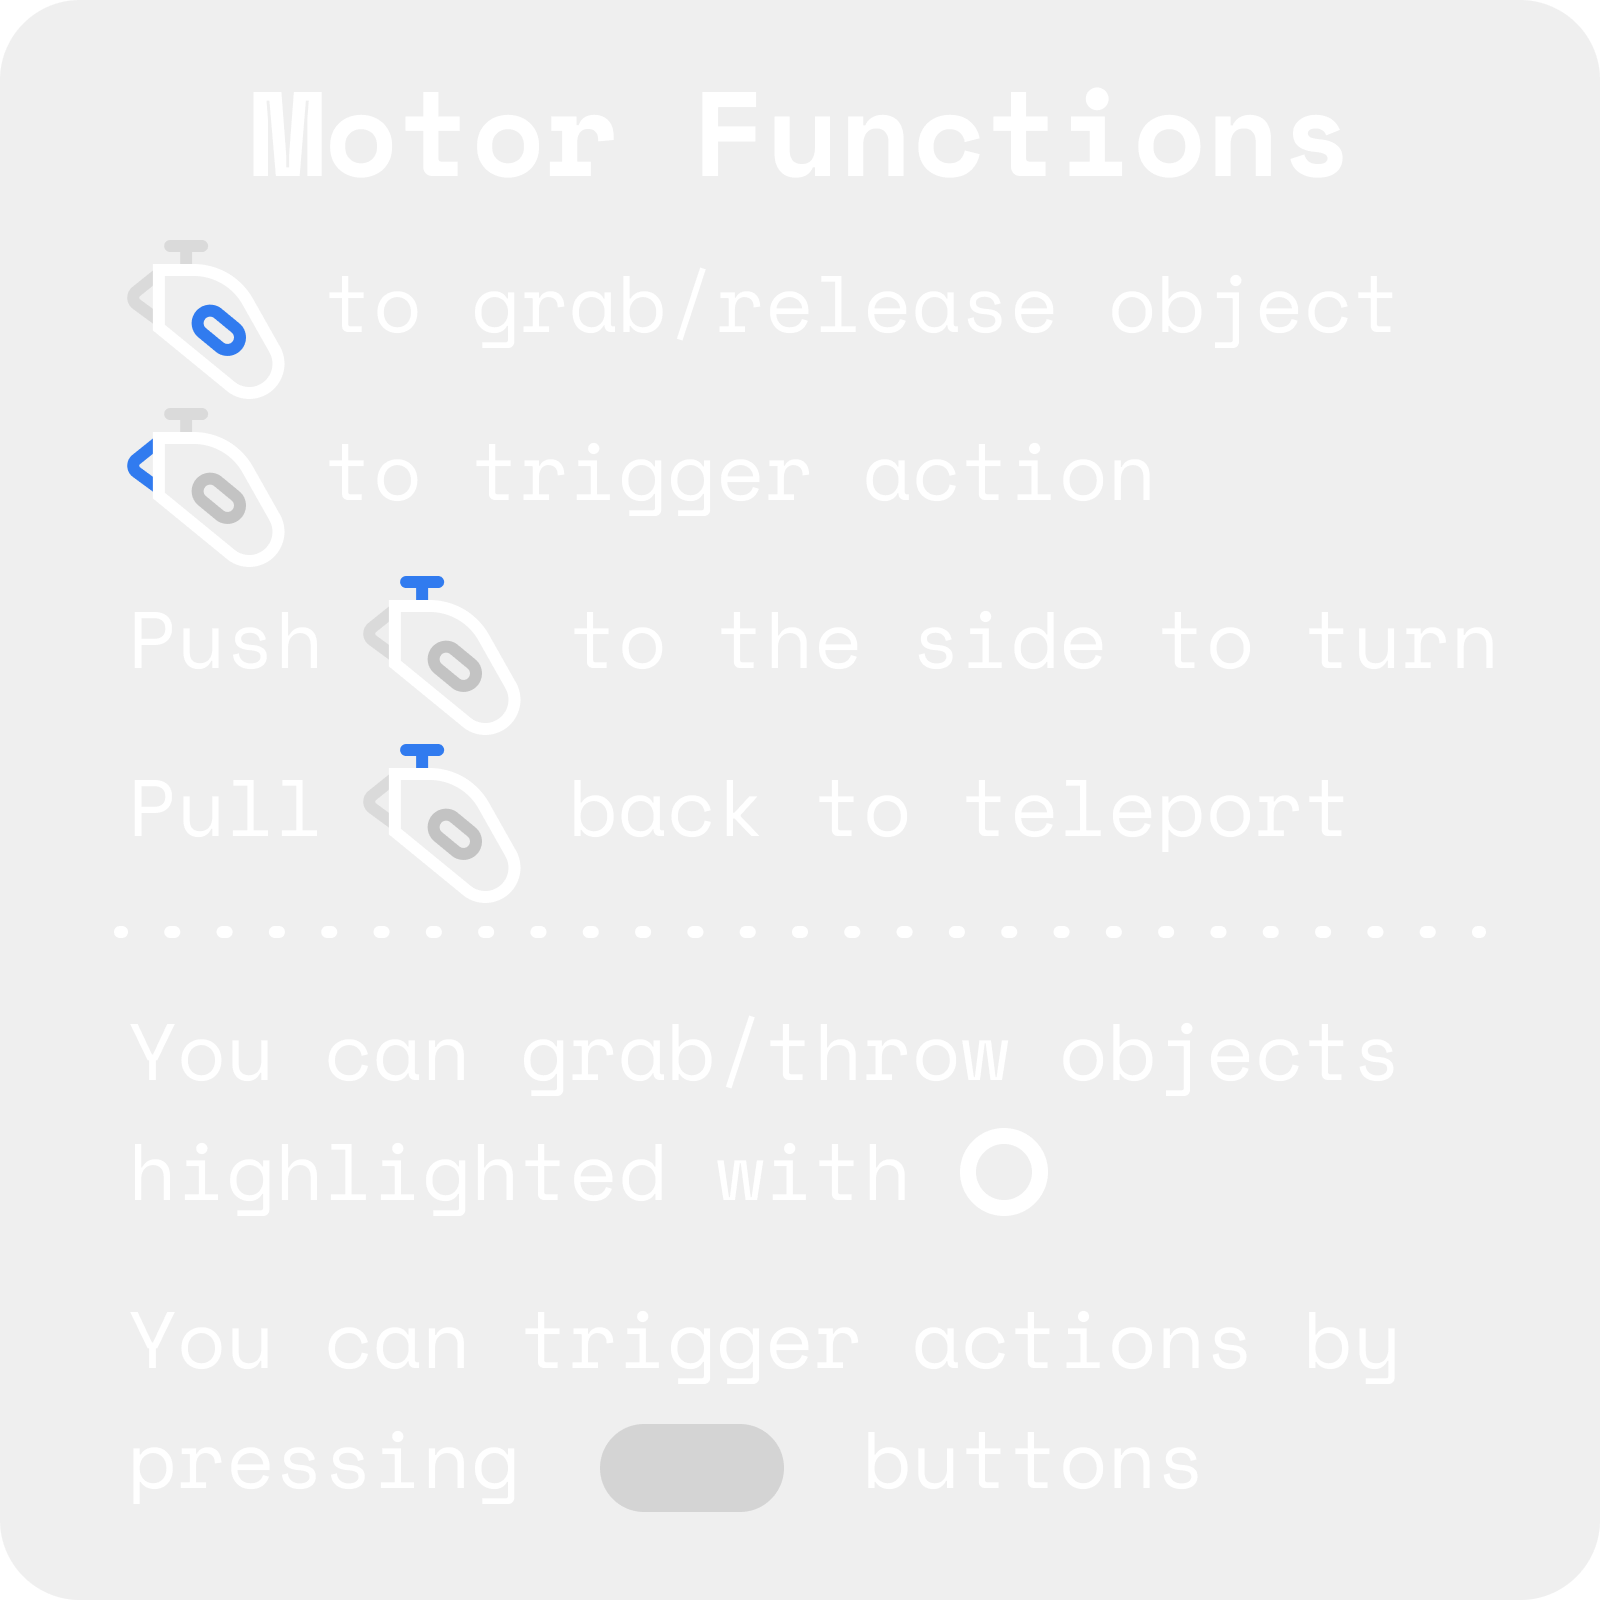 Motor Functions
to grab/release object
to trigger action
Push to the side to turn
Pull back to teleport
You can grab/throw objects
highlighted with
You can trigger actions by
pressing buttons